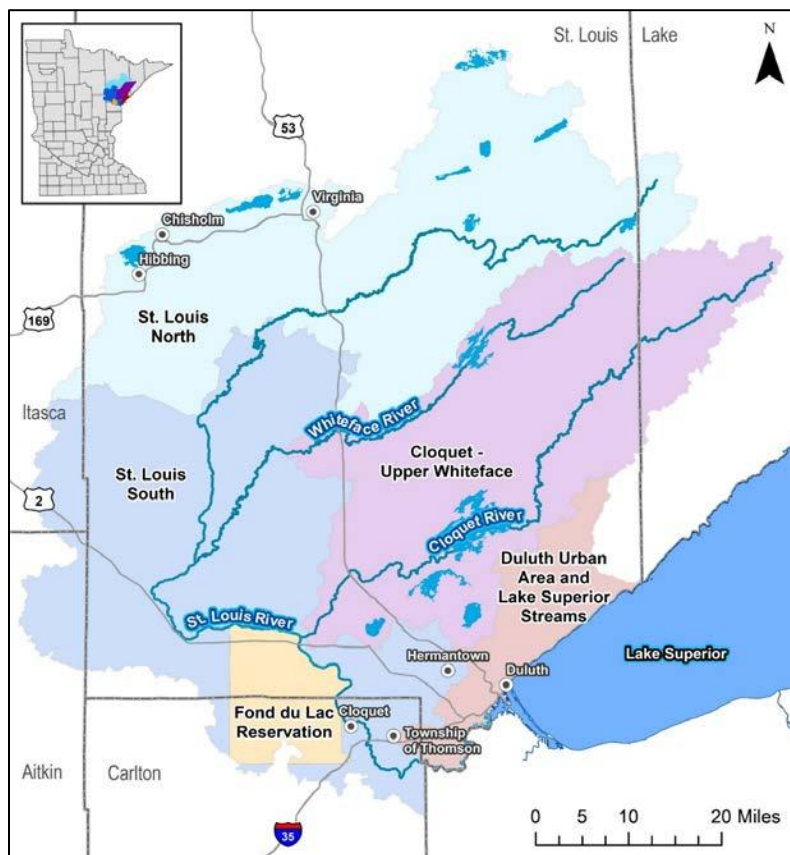 St. Louis
Lake
N
53
Virginia
Chisholm
Hibbing
169
St. Louis
North
Itasca
Whiteface River
Cloquet -
Upper Whiteface
St. Louis
South
2
Cloquet River
Duluth Urban
Area and
Lake Superior
Streams
St. Louis River
Hermantown
Lake Superior
Duluth
Fond du Lac
Reservation
Cloquet
Township
of Thomson
Aitkin
Carlton
35
0 5 10 20 Miles